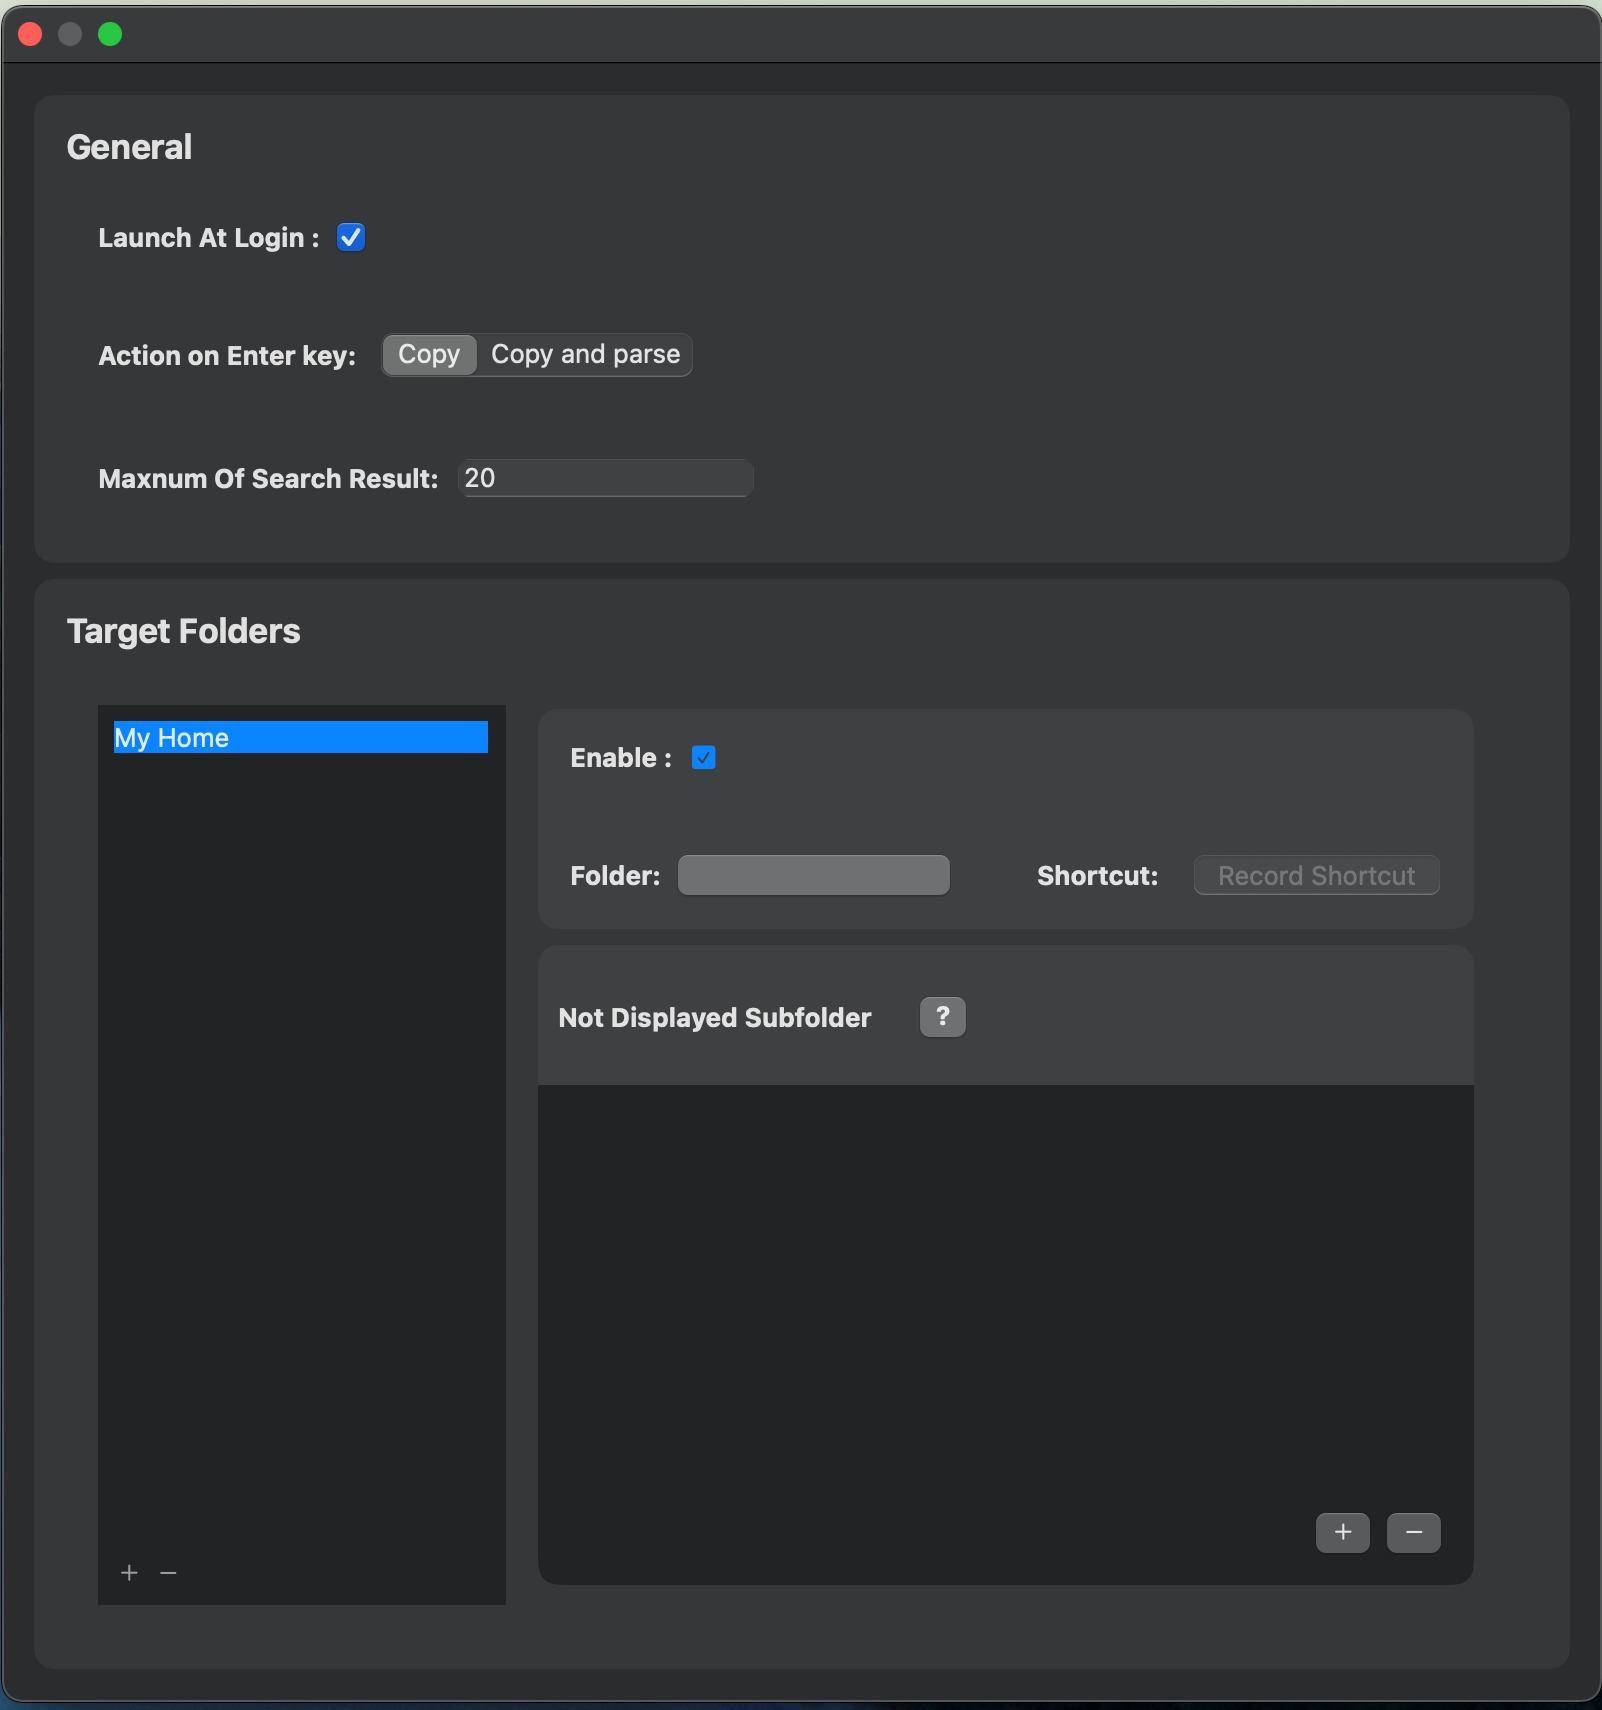 General
Launch At Login :
Action on Enter key: Copy Copy and parse
Maxnum Of Search Result: 20
Target Folders
My Home
Enable :
Folder: Shortcut: Record Shortcut
Not Displayed Subfolder ?
+ −
+ −